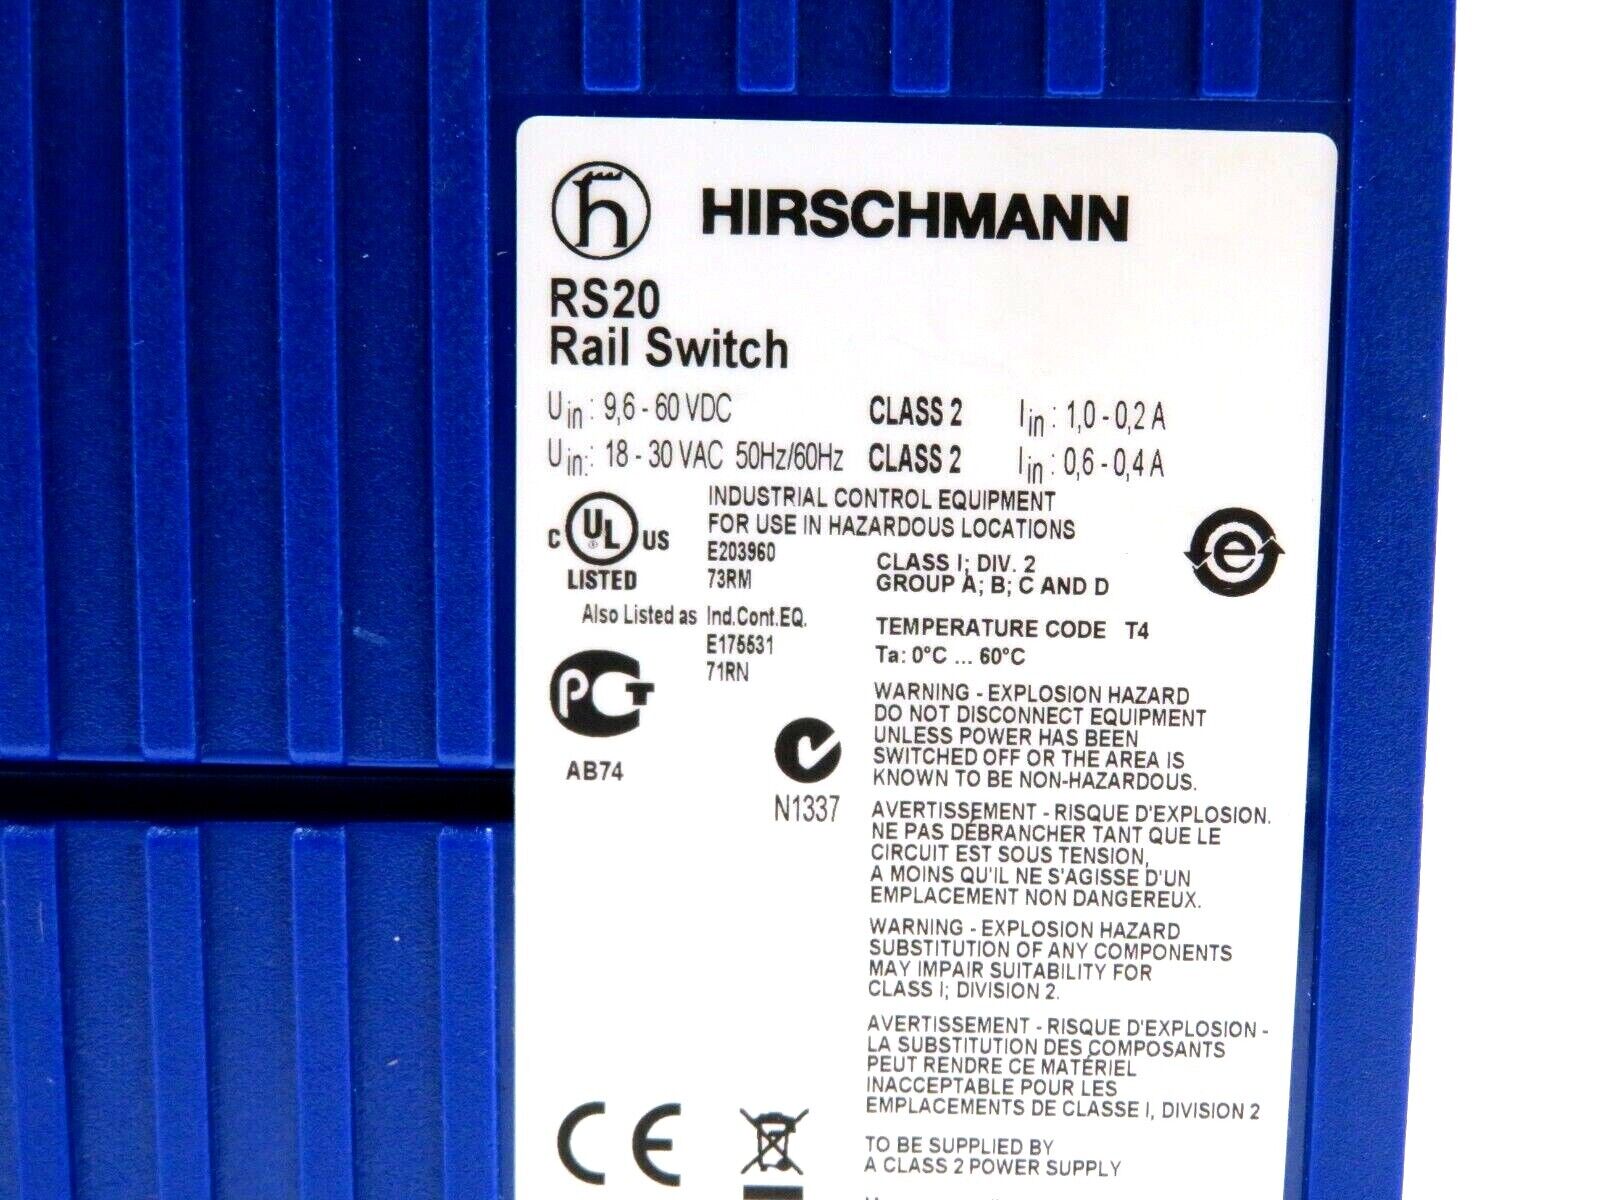 HIRSCHMANN
RS20
Rail Switch
Uin: 9,6 - 60 VDC CLASS 2 Iin: 1,0 - 0,2 A
Uin: 18 - 30 VAC 50Hz/60Hz CLASS 2 Iin: 0,6 - 0,4 A
INDUSTRIAL CONTROL EQUIPMENT
FOR USE IN HAZARDOUS LOCATIONS
C UL ® US
LISTED
E203960
73RM
CLASS I; DIV. 2
GROUP A; B; C AND D
e
Also Listed as Ind.Cont.EQ.
E175531
71RN
TEMPERATURE CODE T4
Ta: 0°C ... 60°C
PCT
AB74
N1337
WARNING - EXPLOSION HAZARD
DO NOT DISCONNECT EQUIPMENT
UNLESS POWER HAS BEEN
SWITCHED OFF OR THE AREA IS
KNOWN TO BE NON-HAZARDOUS.
AVERTISSEMENT - RISQUE D'EXPLOSION.
NE PAS DÉBRANCHER TANT QUE LE
CIRCUIT EST SOUS TENSION,
A MOINS QU'IL NE S'AGISSE D'UN
EMPLACEMENT NON DANGEREUX.
WARNING - EXPLOSION HAZARD
SUBSTITUTION OF ANY COMPONENTS
MAY IMPAIR SUITABILITY FOR
CLASS I; DIVISION 2.
AVERTISSEMENT - RISQUE D'EXPLOSION -
LA SUBSTITUTION DES COMPOSANTS
PEUT RENDRE CE MATÉRIEL
INACCEPTABLE POUR LES
EMPLACEMENTS DE CLASSE I, DIVISION 2
CE
TO BE SUPPLIED BY
A CLASS 2 POWER SUPPLY